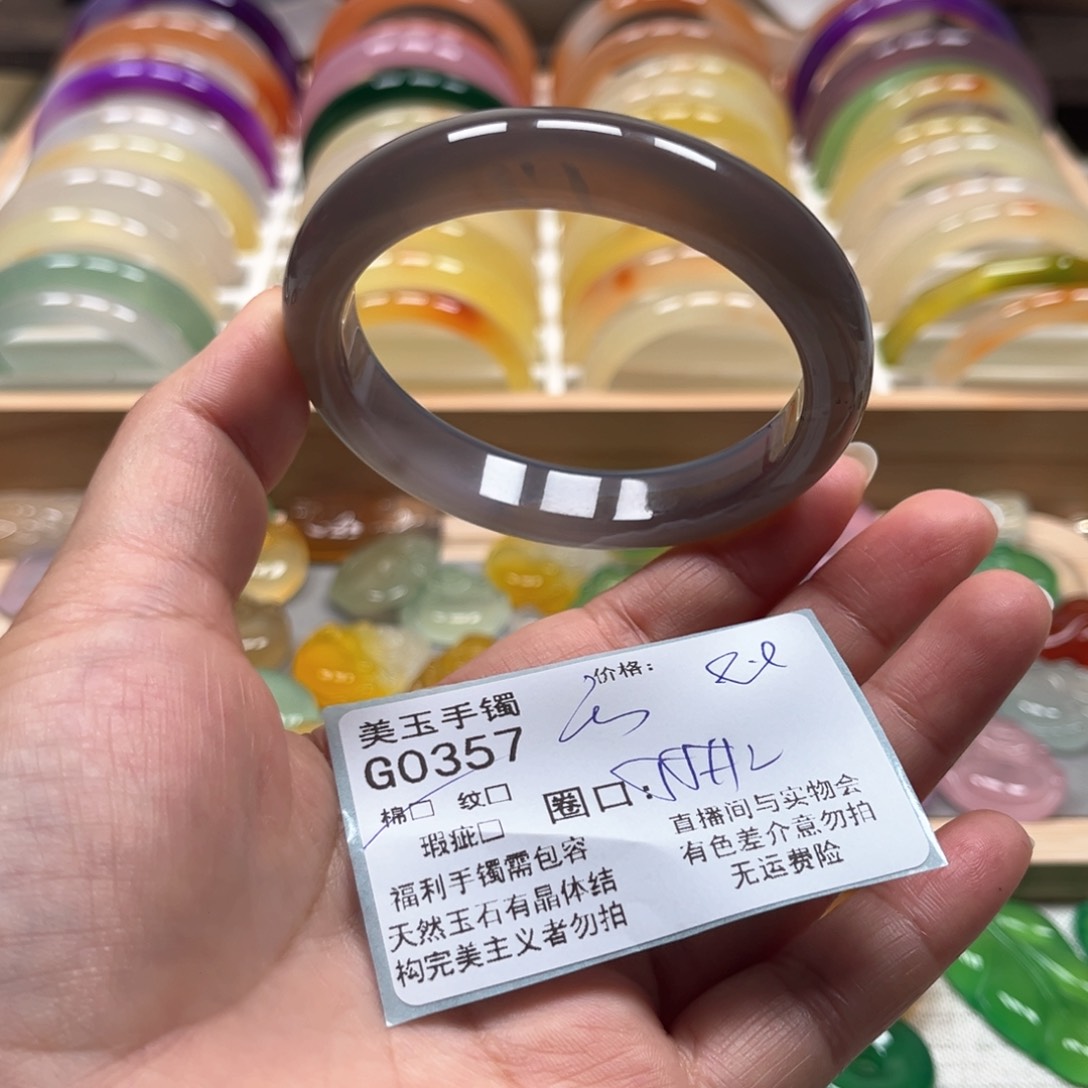 美玉手镯
价格:
G0357
棉□ 纹□
圈口:
瑕疵□
福利手镯需包容
天然玉石有晶体结
构完美主义者勿拍
直播间与实物会
有色差介意勿拍
无运费险